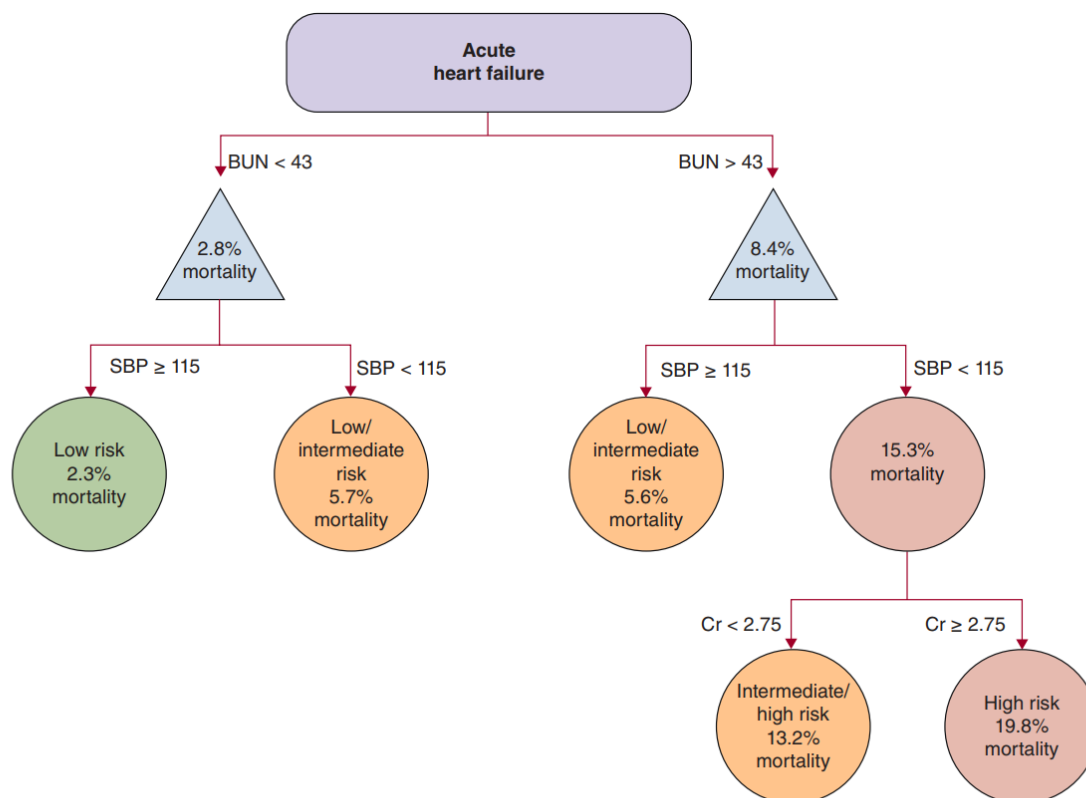 Acute
heart failure
BUN < 43
BUN > 43
2.8%
mortality
8.4%
mortality
SBP ≥ 115
SBP < 115
SBP ≥ 115
SBP < 115
Low risk
2.3%
mortality
Low/
intermediate
risk
5.7%
mortality
Low/
intermediate
risk
5.6%
mortality
15.3%
mortality
Cr < 2.75
Cr ≥ 2.75
Intermediate/
high risk
13.2%
mortality
High risk
19.8%
mortality